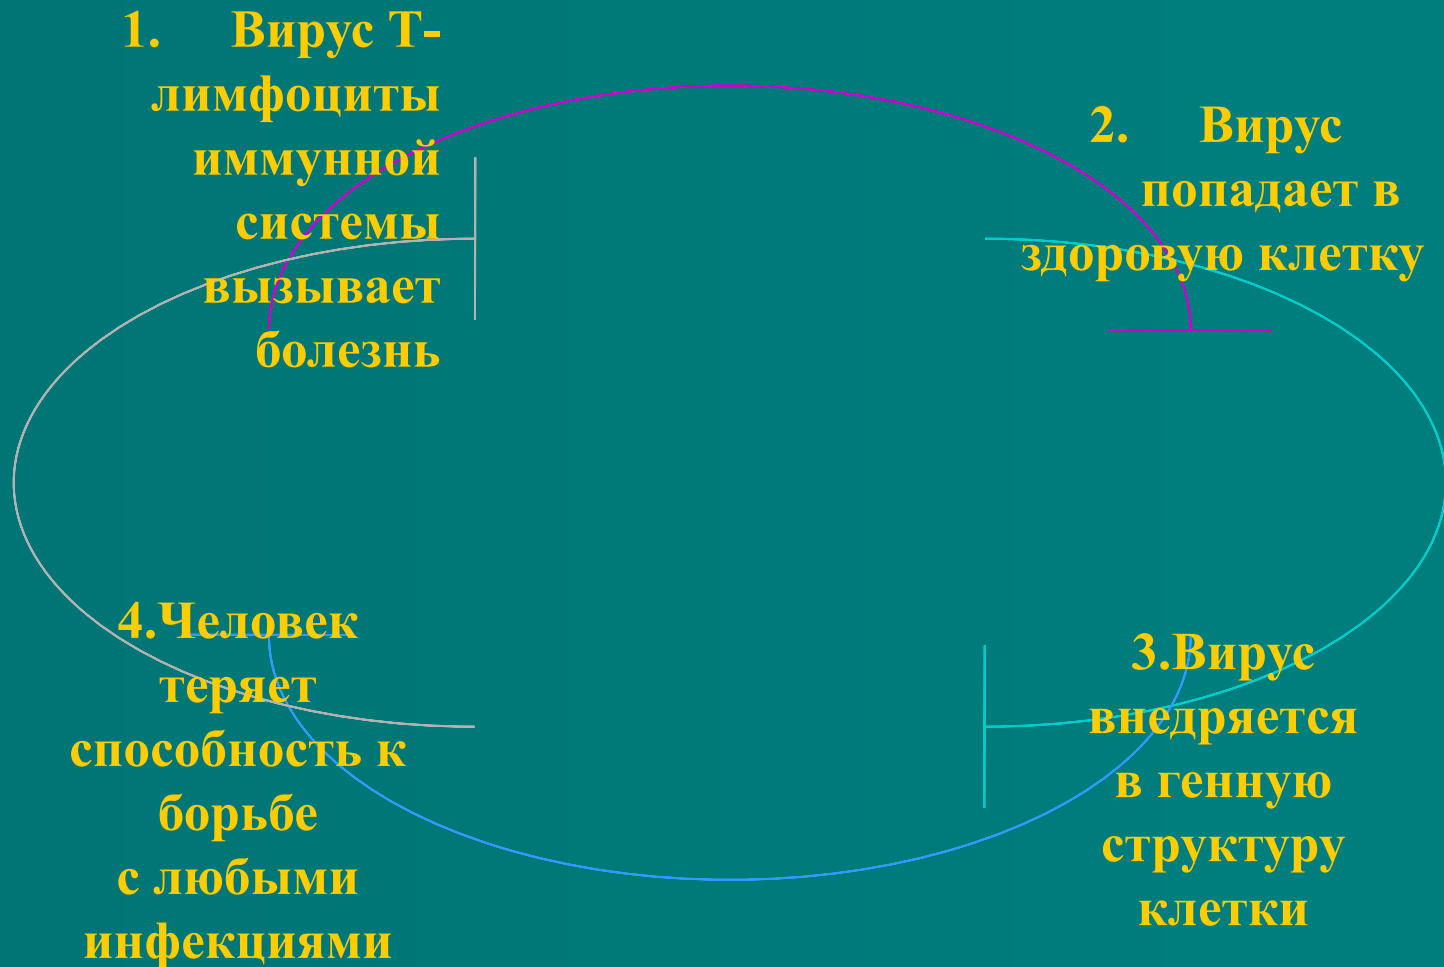 1. Вирус Т-
лимфоциты
иммунной
системы
вызывает
болезнь
2. Вирус
попадает в
здоровую клетку
3.Вирус
внедряется
в генную
структуру
клетки
4.Человек
теряет
способность к
борьбе
с любыми
инфекциями